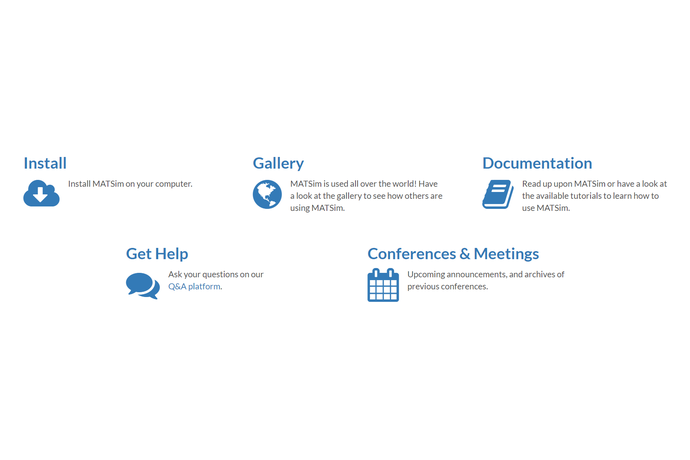 Install
Install MATSim on your computer.
Gallery
MATSim is used all over the world! Have
a look at the gallery to see how others are
using MATSim.
Documentation
Read up upon MATSim or have a look at
the available tutorials to learn how to
use MATSim.
Get Help
Ask your questions on our
Q&A platform.
Conferences & Meetings
Upcoming announcements, and archives of
previous conferences.